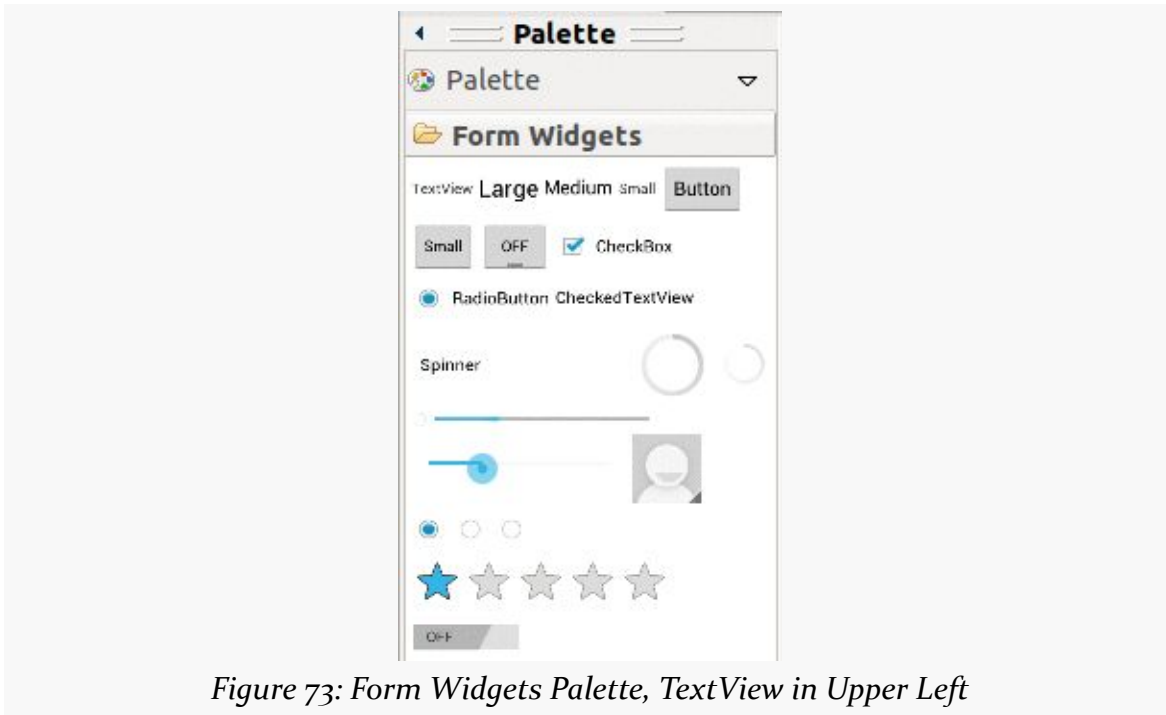 Palette
Palette
Form Widgets
TextView Large Medium Small Button
Small OFF CheckBox
RadioButton CheckedTextView
Spinner
OFF
Figure 73: Form Widgets Palette, TextView in Upper Left